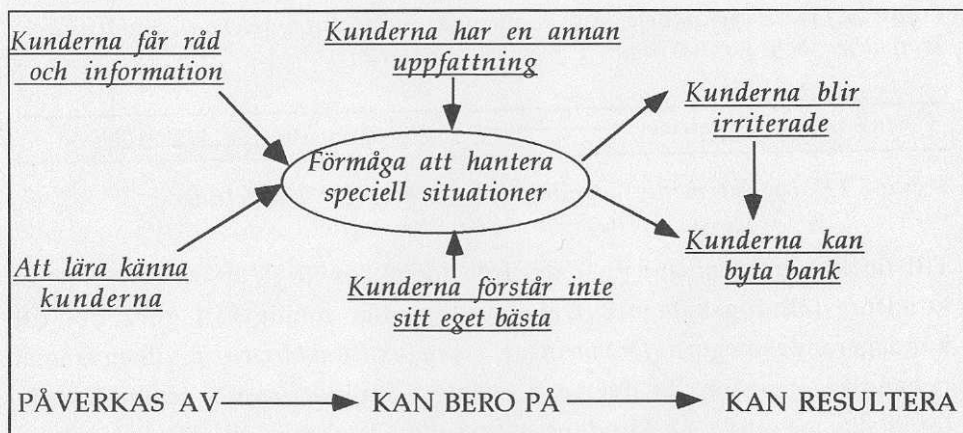 Kunderna får råd
och information
Kunderna har en annan
uppfattning
Kunderna blir
irriterade
Förmåga att hantera
speciell situationer
Att lära känna
kunderna
Kunderna förstår inte
sitt eget bästa
Kunderna kan
byta bank
PÅVERKAS AV
KAN BERO PÅ
KAN RESULTERA